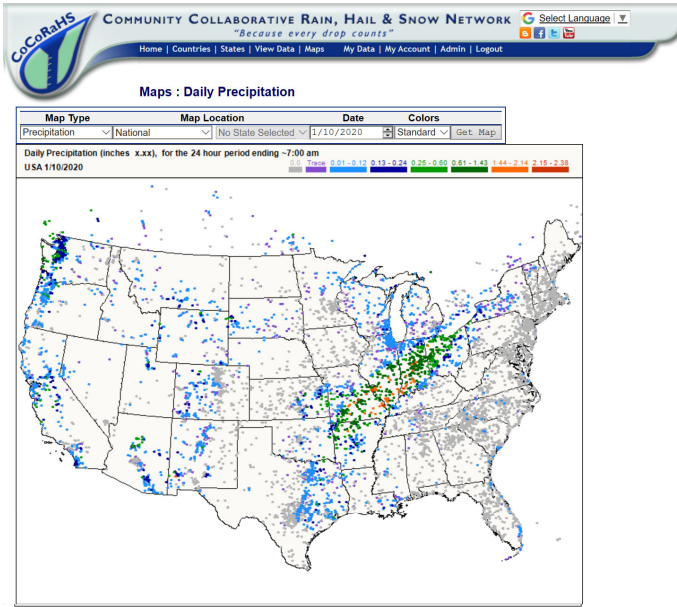 CoCoRaHS
COMMUNITY COLLABORATIVE RAIN, HAIL & SNOW NETWORK
"Because every drop counts"
G Select Language ▼
Home | Countries | States | View Data | Maps My Data | My Account | Admin | Logout
Maps : Daily Precipitation
Map Type Map Location Date Colors
Precipitation National No State Selected 1/10/2020 Standard Get Map
Daily Precipitation (inches x.xx), for the 24 hour period ending ~7:00 am
0.0 Trace 0.01 - 0.12 0.13 - 0.24 0.25 - 0.60 0.61 - 1.43 1.44 - 2.14 2.15 - 2.38
USA 1/10/2020